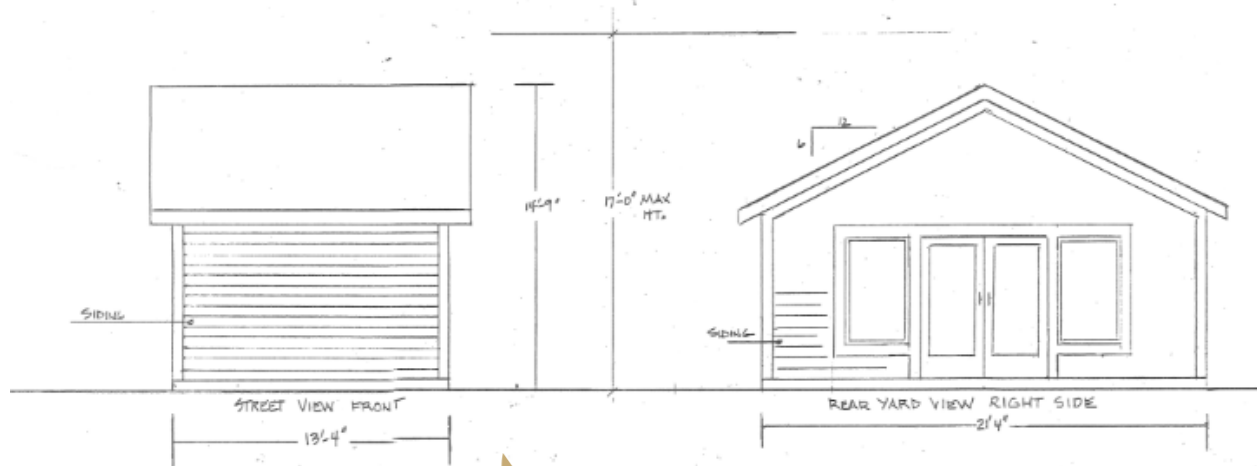 12
6
14'-9"
17'-0" MAX
HT.
SIDING
SIDING
STREET VIEW FRONT
REAR YARD VIEW RIGHT SIDE
13'-4"
21'4"